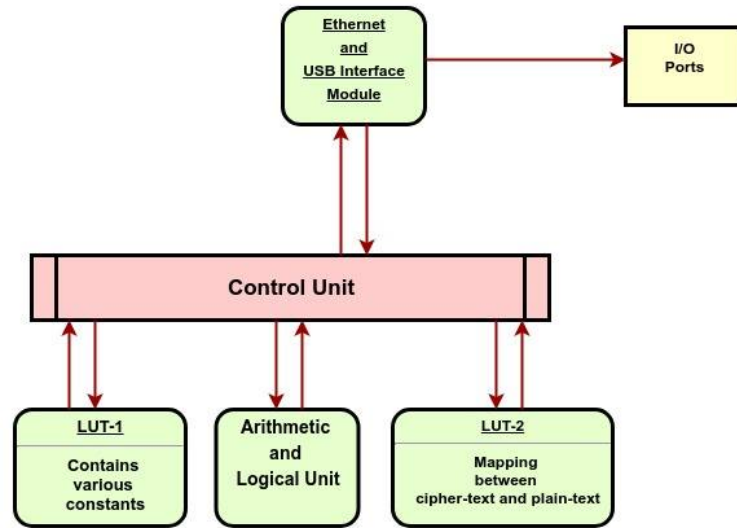 Ethernet
and
USB Interface
Module
I/O
Ports
Control Unit
LUT-1
Contains
various
constants
Arithmetic
and
Logical Unit
LUT-2
Mapping
between
cipher-text and plain-text